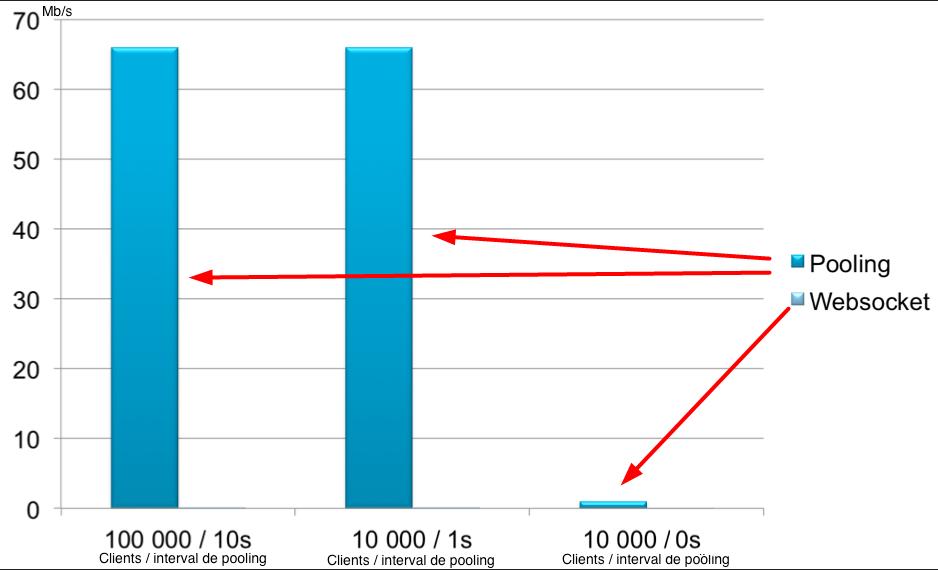 Mb/s
70
60
50
40
30
20
10
0
Pooling
Websocket
100 000 / 10s
Clients / interval de pooling
10 000 / 1s
Clients / interval de pooling
10 000 / 0s
Clients / interval de pooling